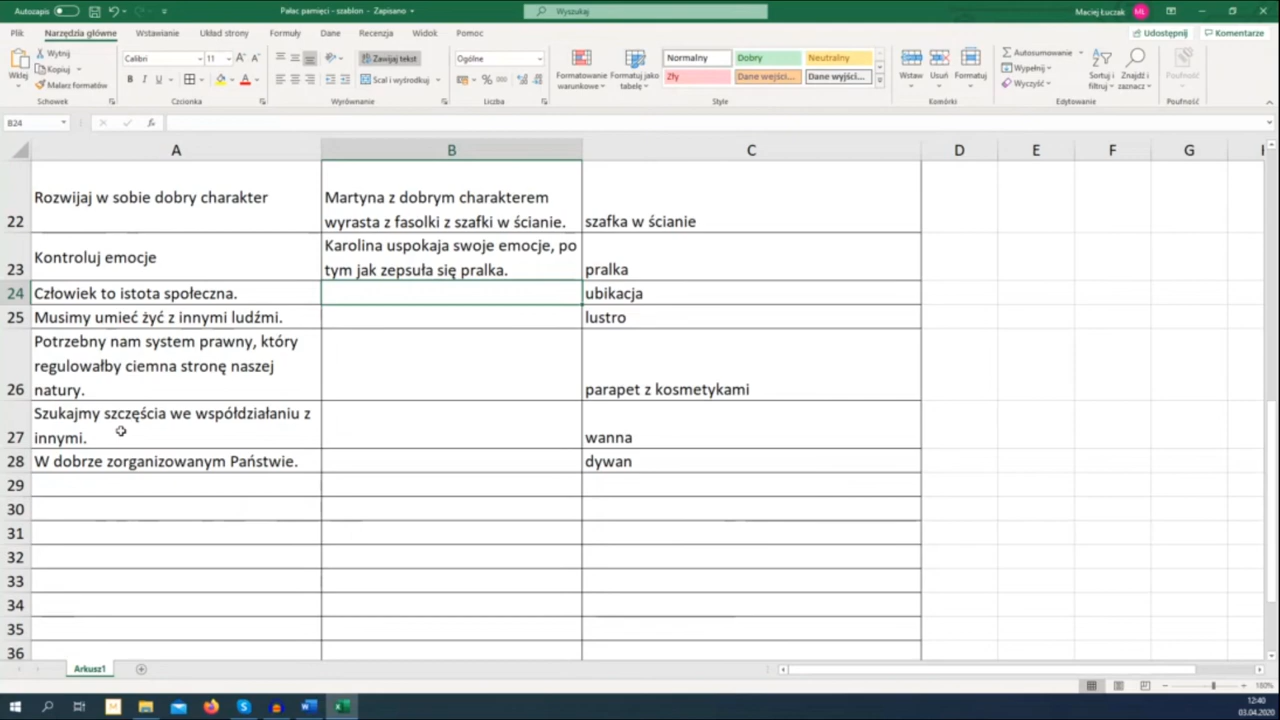 Autozapis
Pałac pamięci - szablon - Zapisano
Wyszukaj
Maciej Łuczak
MŁ
Plik Narzędzia główne Wstawianie Układ strony Formuły Dane Recenzja Widok Pomoc
Udostępnij Komentarze
Wklej
Wytnij
Kopiuj
Malarz formatów
Schowek
Calibri 11
B I U
Czcionka
Zawijaj tekst
Scal i wyśrodkuj
Wyrównanie
Ogólne
Liczba
Formatowanie warunkowe
Formatuj jako tabelę
Normalny Dobry Neutralny
Zły Dane wejści... Dane wyjści...
Style
Wstaw Usuń Formatuj
Komórki
Autosumowanie
Wypełnij
Wyczyść
Sortuj i filtruj
Znajdź i zaznacz
Edytowanie
Poufność
Poufność
B24
fx
A B C D E F G
22 Rozwijaj w sobie dobry charakter
Martyna z dobrym charakterem
wyrasta z fasolki z szafki w ścianie.
szafka w ścianie
23 Kontroluj emocje
Karolina uspokaja swoje emocje, po
tym jak zepsuła się pralka.
pralka
24 Człowiek to istota społeczna.
ubikacja
25 Musimy umieć żyć z innymi ludźmi.
lustro
26 Potrzebny nam system prawny, który
regulowałby ciemna stronę naszej
natury.
parapet z kosmetykami
27 Szukajmy szczęścia we współdziałaniu z
innymi.
wanna
28 W dobrze zorganizowanym Państwie.
dywan
29
30
31
32
33
34
35
36
Arkusz1
180%
12:40
03.04.2020